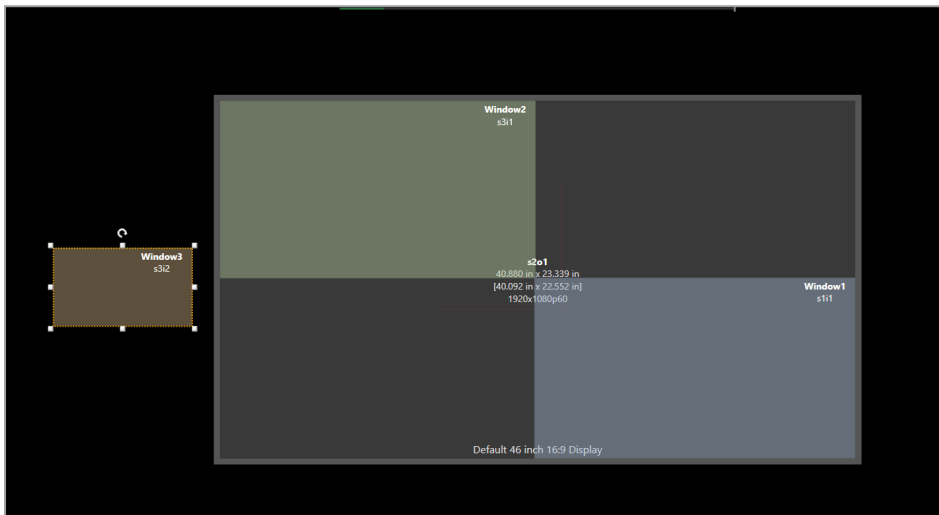 Window2
s3i1
Window3
s3i2
s2o1
40.880 in x 23.339 in
[40.092 in x 22.552 in]
1920x1080p60
Window1
s1i1
Default 46 inch 16:9 Display